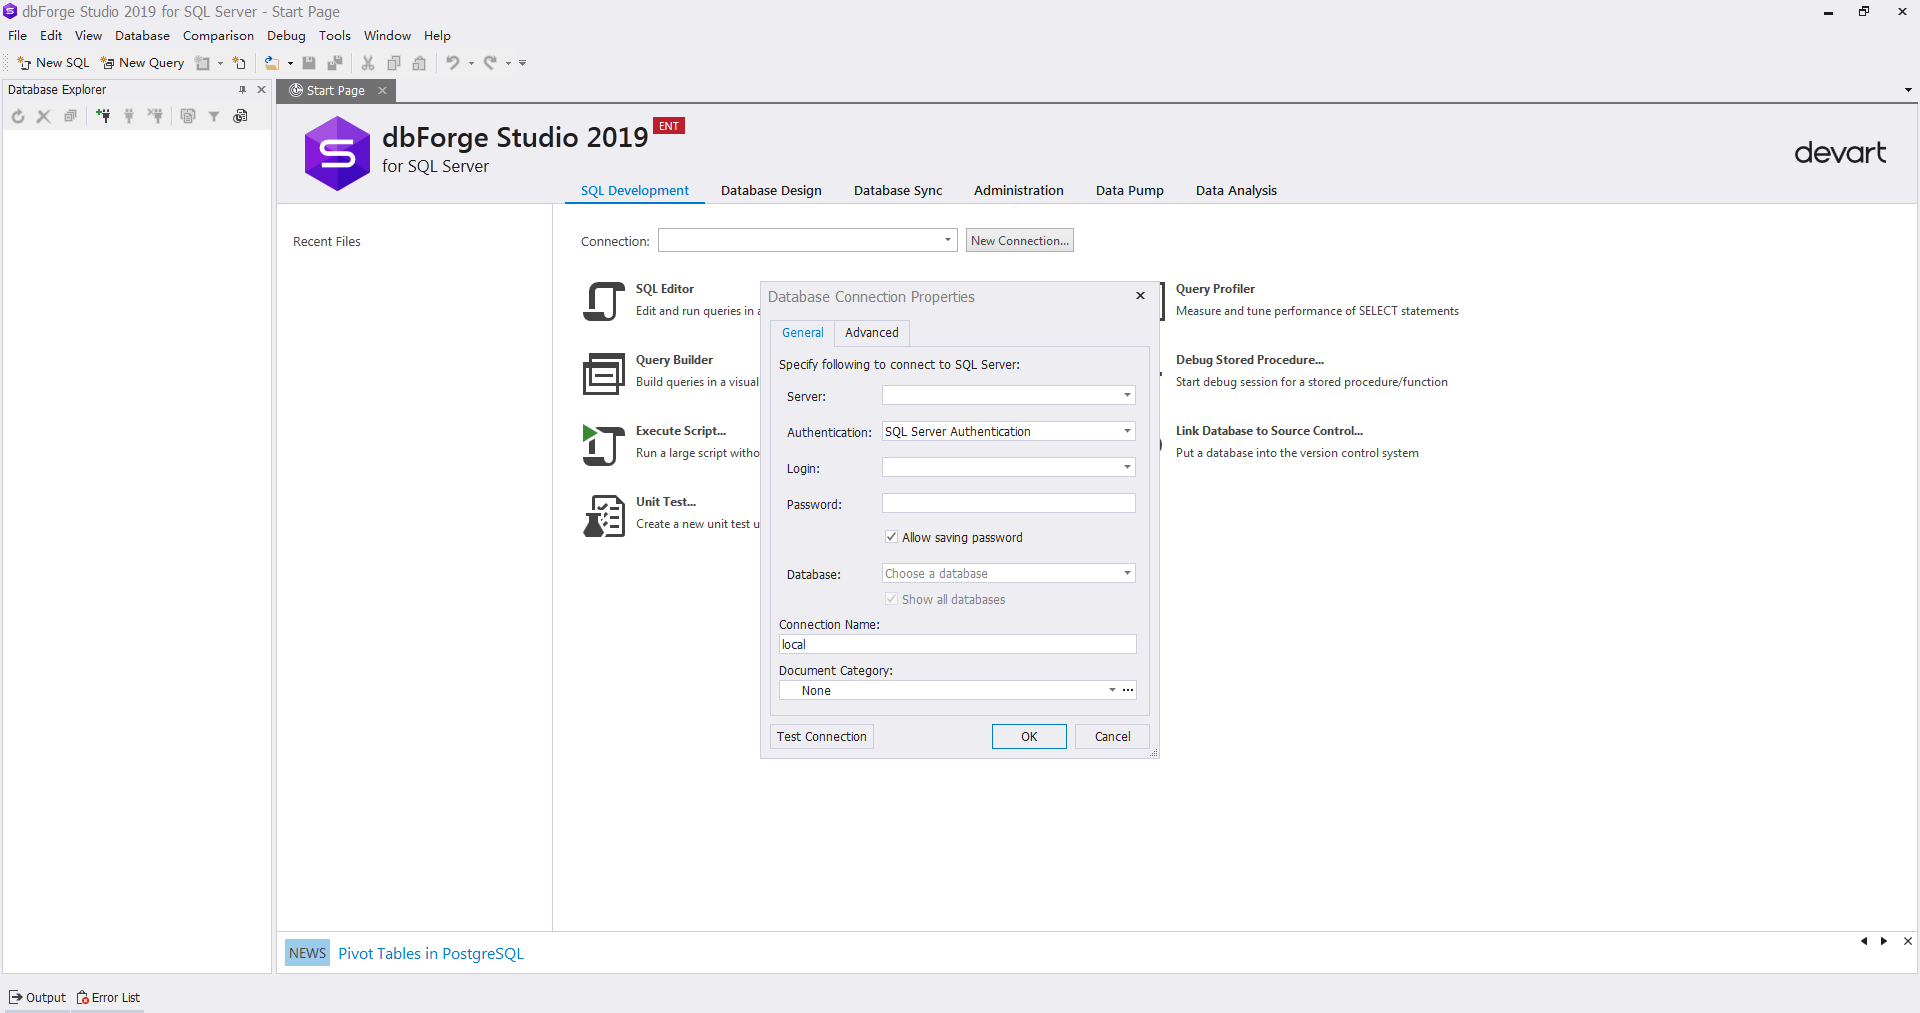 dbForge Studio 2019 for SQL Server - Start Page
File Edit View Database Comparison Debug Tools Window Help
New SQL New Query
Database Explorer
Start Page
dbForge Studio 2019 ENT
for SQL Server
devart
SQL Development Database Design Database Sync Administration Data Pump Data Analysis
Recent Files
Connection: New Connection...
SQL Editor
Edit and run queries in a
Query Builder
Build queries in a visual
Execute Script...
Run a large script witho
Unit Test...
Create a new unit test u
Database Connection Properties
General Advanced
Specify following to connect to SQL Server:
Server:
Authentication: SQL Server Authentication
Login:
Password:
Allow saving password
Database: Choose a database
Show all databases
Connection Name:
local
Document Category:
None
Test Connection OK Cancel
Query Profiler
Measure and tune performance of SELECT statements
Debug Stored Procedure...
Start debug session for a stored procedure/function
Link Database to Source Control...
Put a database into the version control system
NEWS Pivot Tables in PostgreSQL
Output Error List